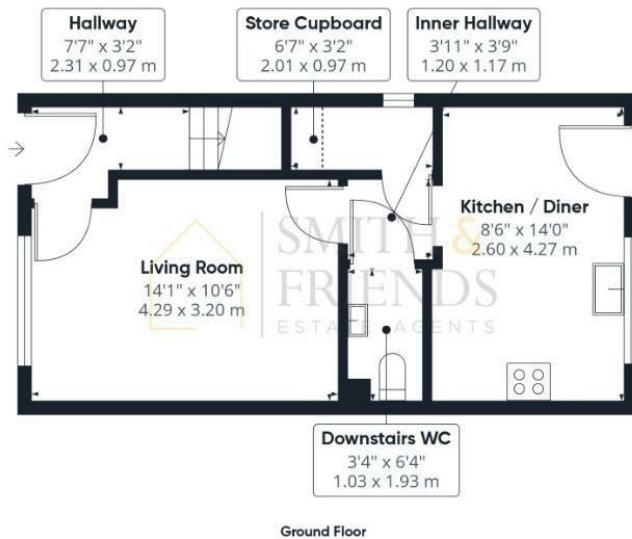 Hallway
7'7" x 3'2"
2.31 x 0.97 m
Store Cupboard
6'7" x 3'2"
2.01 x 0.97 m
Inner Hallway
3'11" x 3'9"
1.20 x 1.17 m
Kitchen / Diner
8'6" x 14'0"
2.60 x 4.27 m
Living Room
14'1" x 10'6"
4.29 x 3.20 m
SMITH &
FRIENDS
ESTATE AGENTS
Downstairs WC
3'4" x 6'4"
1.03 x 1.93 m
Ground Floor